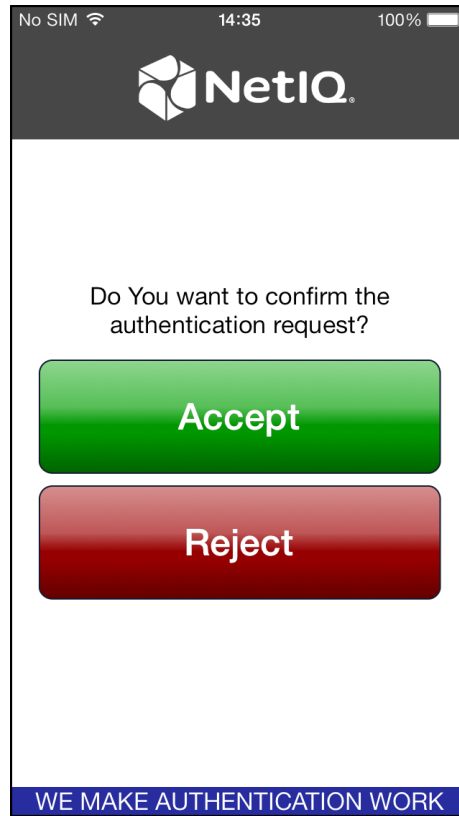 No SIM 14:35 100%
NetIQ.
Do You want to confirm the
authentication request?
Accept
Reject
WE MAKE AUTHENTICATION WORK